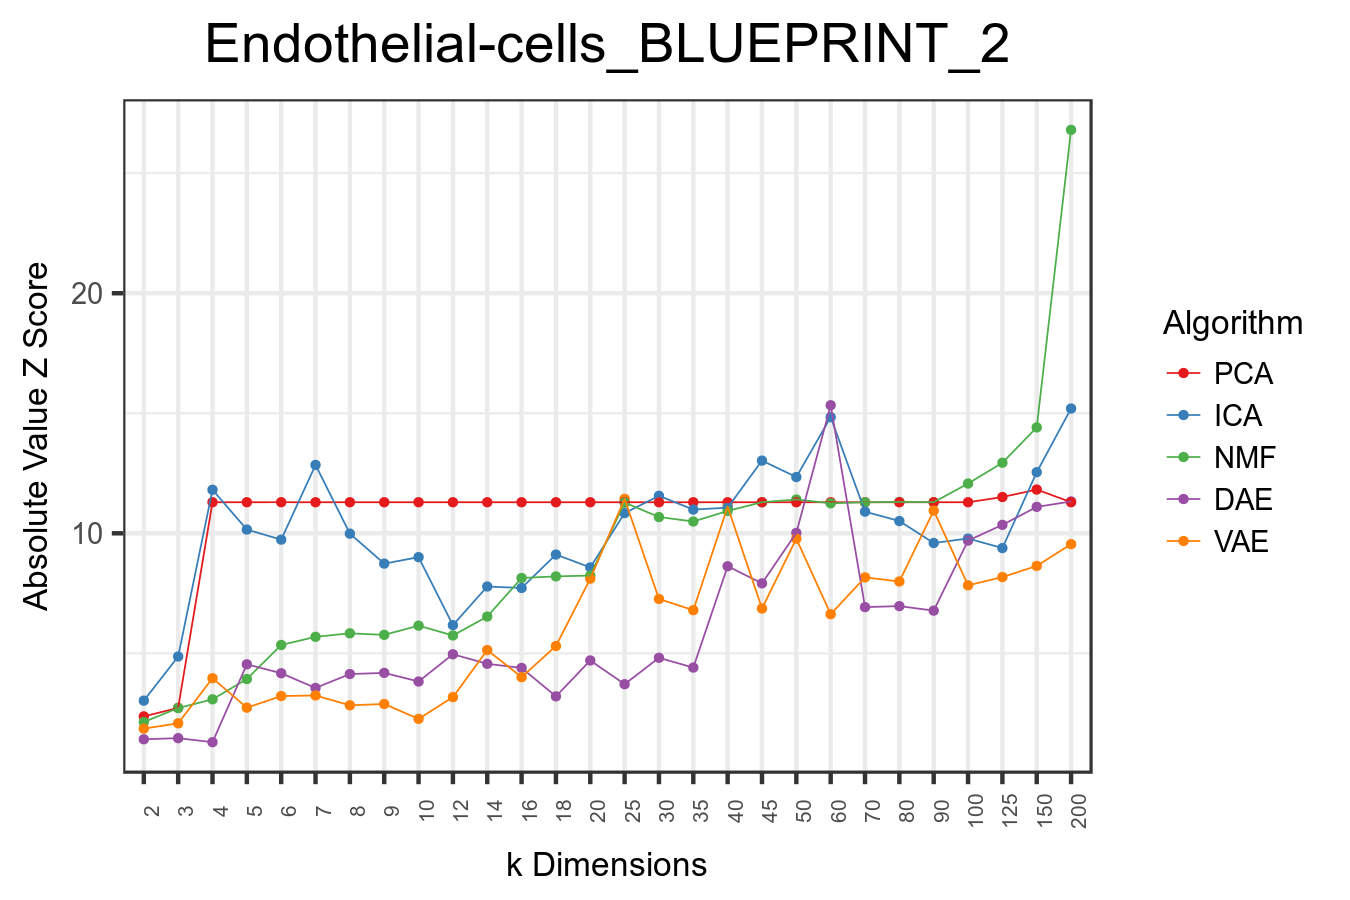 Endothelial-cells_BLUEPRINT_2
Absolute Value Z Score
20
10
2 3 4 5 6 7 8 9 10 12 14 16 18 20 25 30 35 40 45 50 60 70 80 90 100 125 150 200
k Dimensions
Algorithm
PCA
ICA
NMF
DAE
VAE